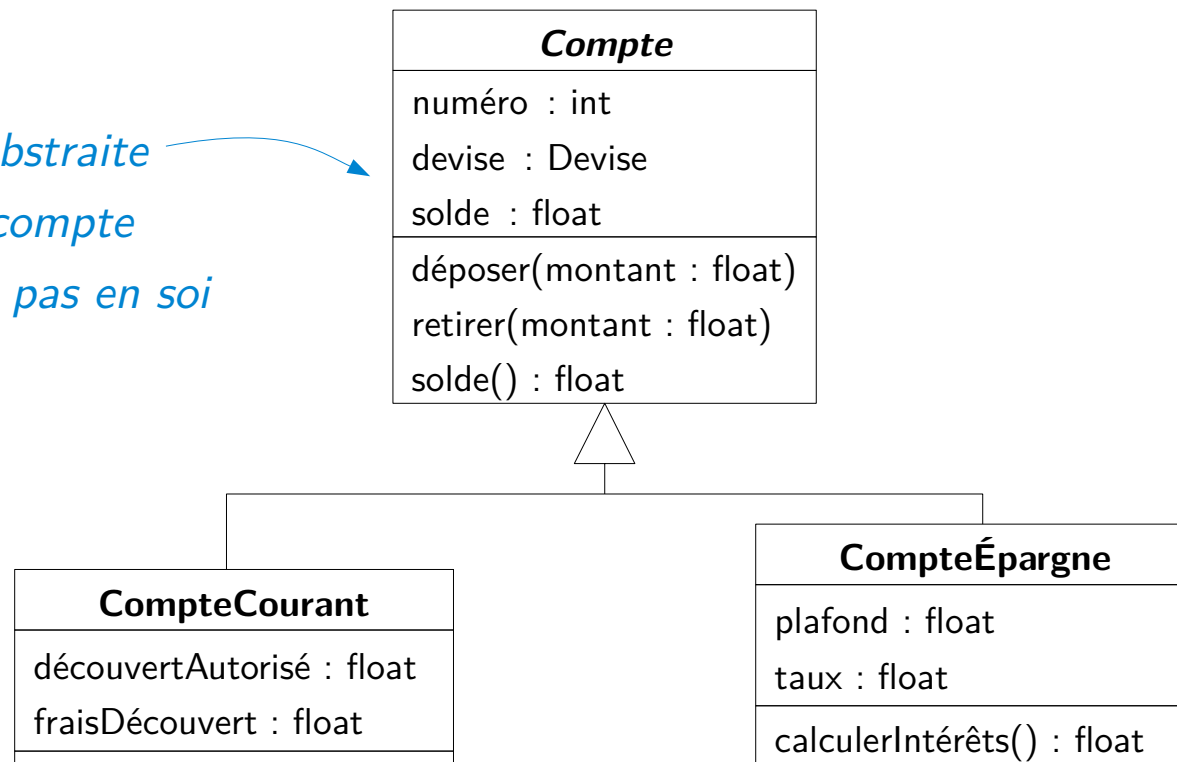 Compte
numéro : int
devise : Devise
solde : float
déposer(montant : float)
retirer(montant : float)
solde() : float
compte
pas en soi
CompteCourant
découvertAutorisé : float
fraisDécouvert : float
CompteÉpargne
plafond : float
taux : float
calculerIntérêts() : float